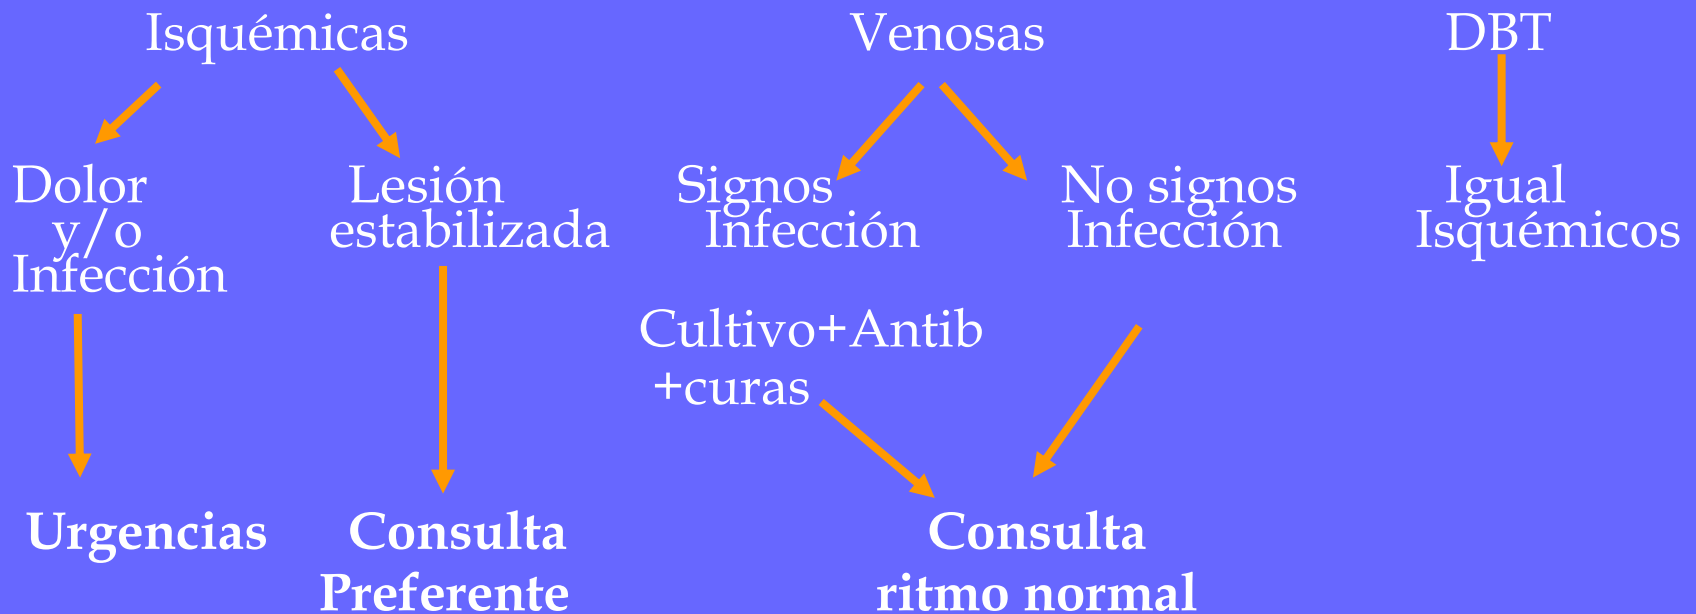 Isquémicas
Venosas
DBT
Dolor
y/o
Infección
Lesión
estabilizada
Signos
Infección
No signos
Infección
Igual
Isquémicos
Cultivo+Antib
+curas
Urgencias
Consulta
Preferente
Consulta
ritmo normal